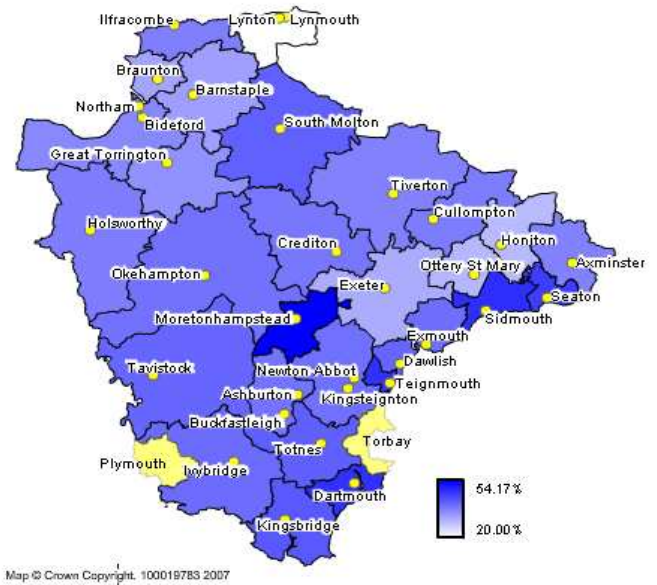 Ilfracombe
Lynton
Lynmouth
Braunton
Barnstaple
Northam
Bideford
South Molton
Great Torrington
Tiverton
Cullompton
Holsworthy
Honiton
Crediton
Ottery St Mary
Axminster
Okehampton
Exeter
Seaton
Moretonhampstead
Sidmouth
Exmouth
Dawlish
Tavistock
Newton Abbot
Teignmouth
Ashburton
Kingsteignton
Buckfastleigh
Torbay
Totnes
Plymouth
Ivybridge
Dartmouth
54.17%
Kingsbridge
20.00%
Map © Crown Copyright. 100019783 2007